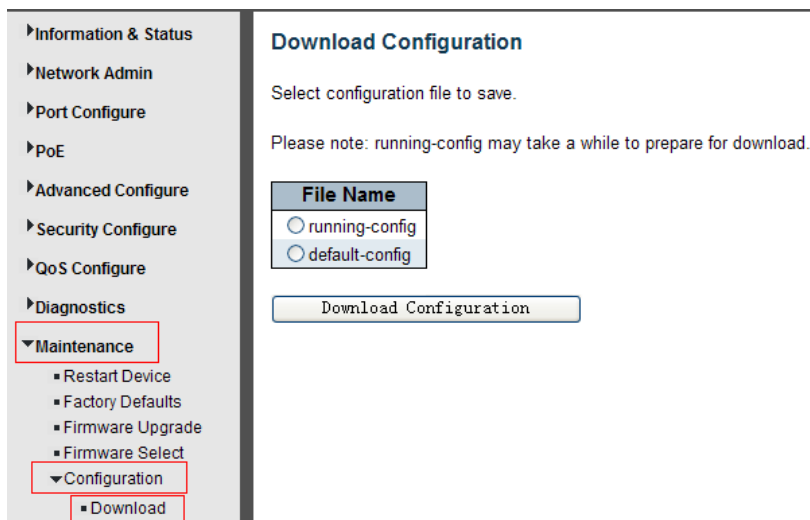 Information & Status
Network Admin
Port Configure
PoE
Advanced Configure
Security Configure
QoS Configure
Diagnostics
Maintenance
Restart Device
Factory Defaults
Firmware Upgrade
Firmware Select
Configuration
Download
Download Configuration
Select configuration file to save.
Please note: running-config may take a while to prepare for download.
File Name
running-config
default-config
Download Configuration